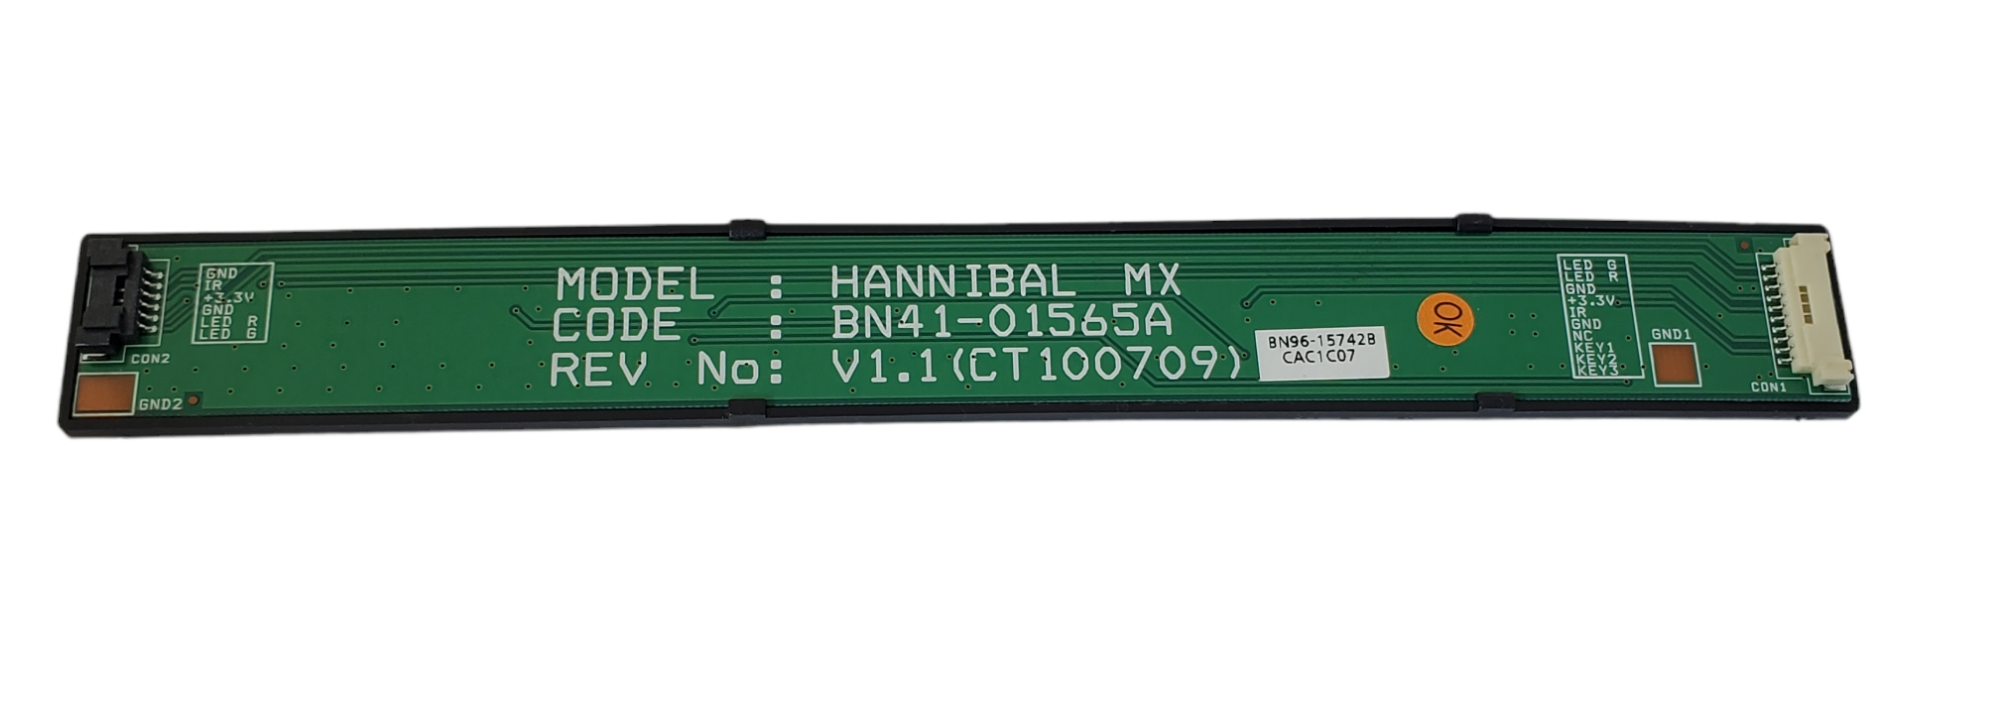 GND
IR
+3.3V
GND
LED R
LED G
CON2
GND2
MODEL : HANNIBAL MX
CODE : BN41-01565A
REV No: V1.1(CT100709)
BN96-15742B
CAC1C07
OK
LED G
LED R
GND
+3.3V
IR
GND
NC
KEY1
KEY2
KEY3
GND1
CON1